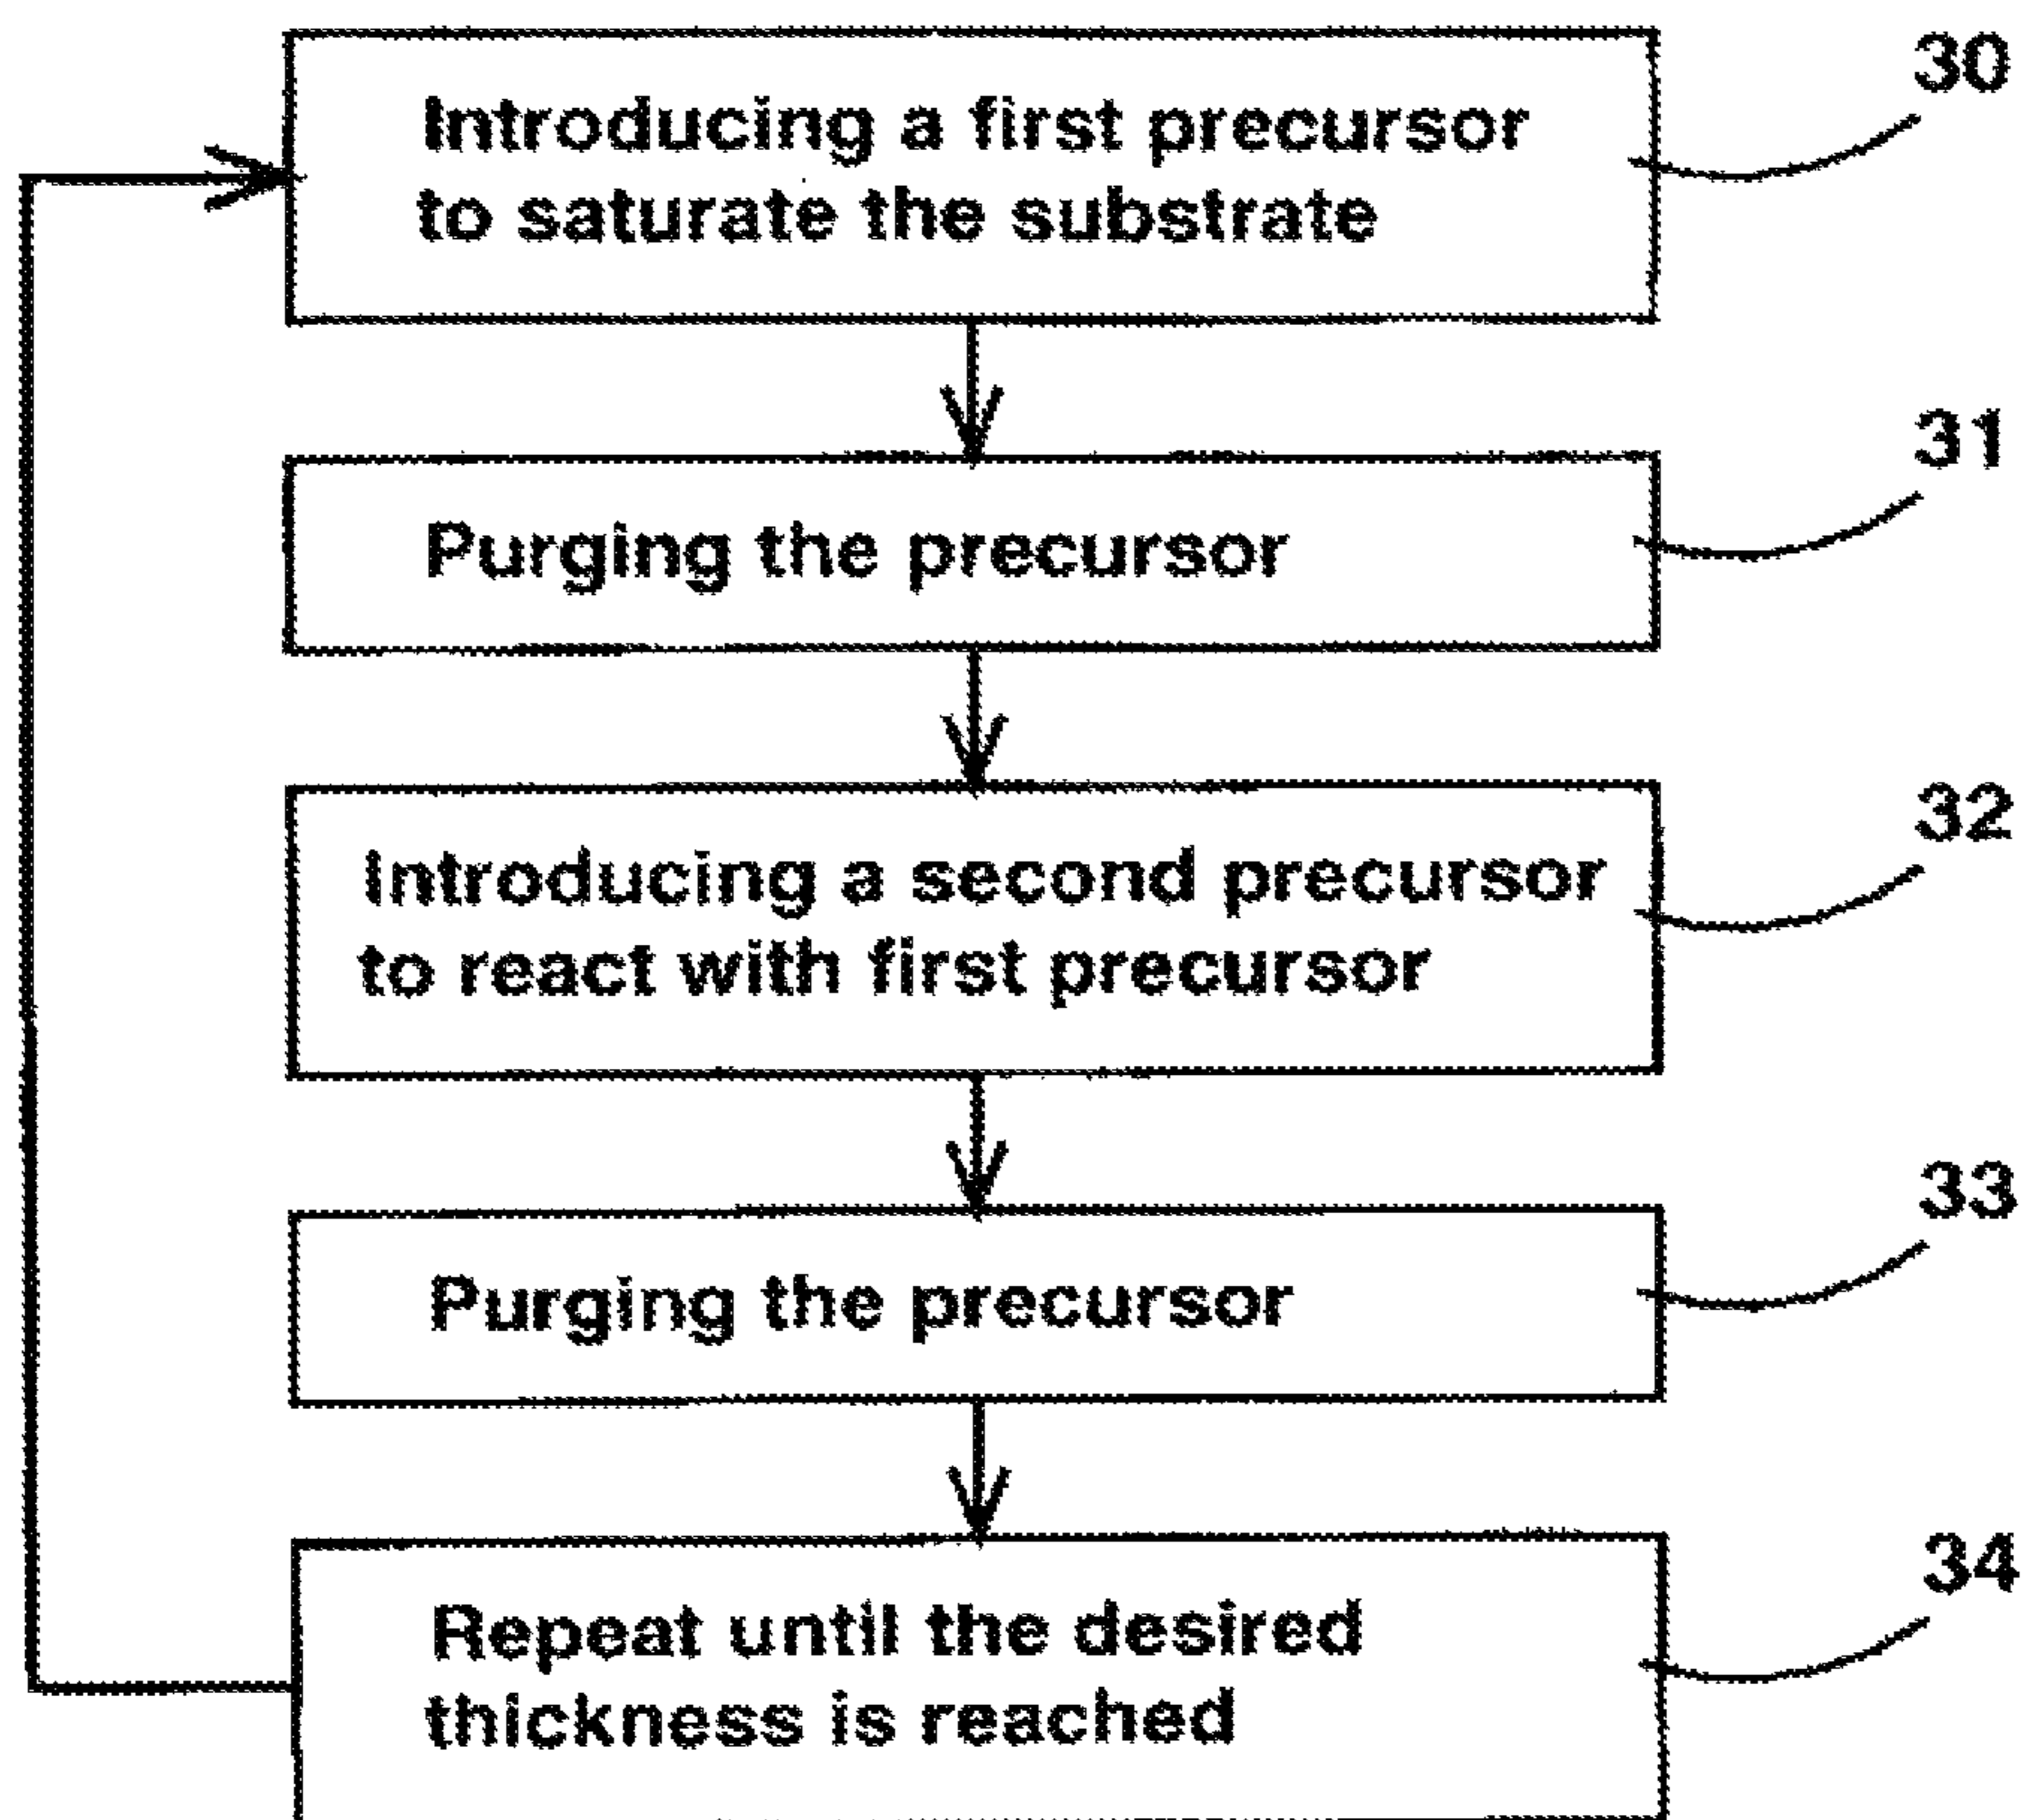 30
Introducing a first precursor
to saturate the substrate
31
Purging the precursor
32
Introducing a second precursor
to react with first precursor
33
Purging the precursor
34
Repeat until the desired
thickness is reached